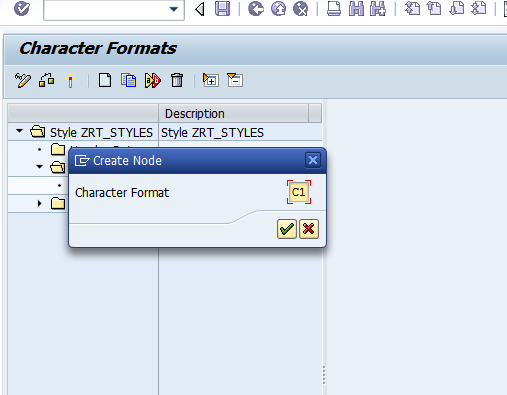 Character Formats
Description
Style ZRT_STYLES Style ZRT_STYLES
Create Node
Character Format C1